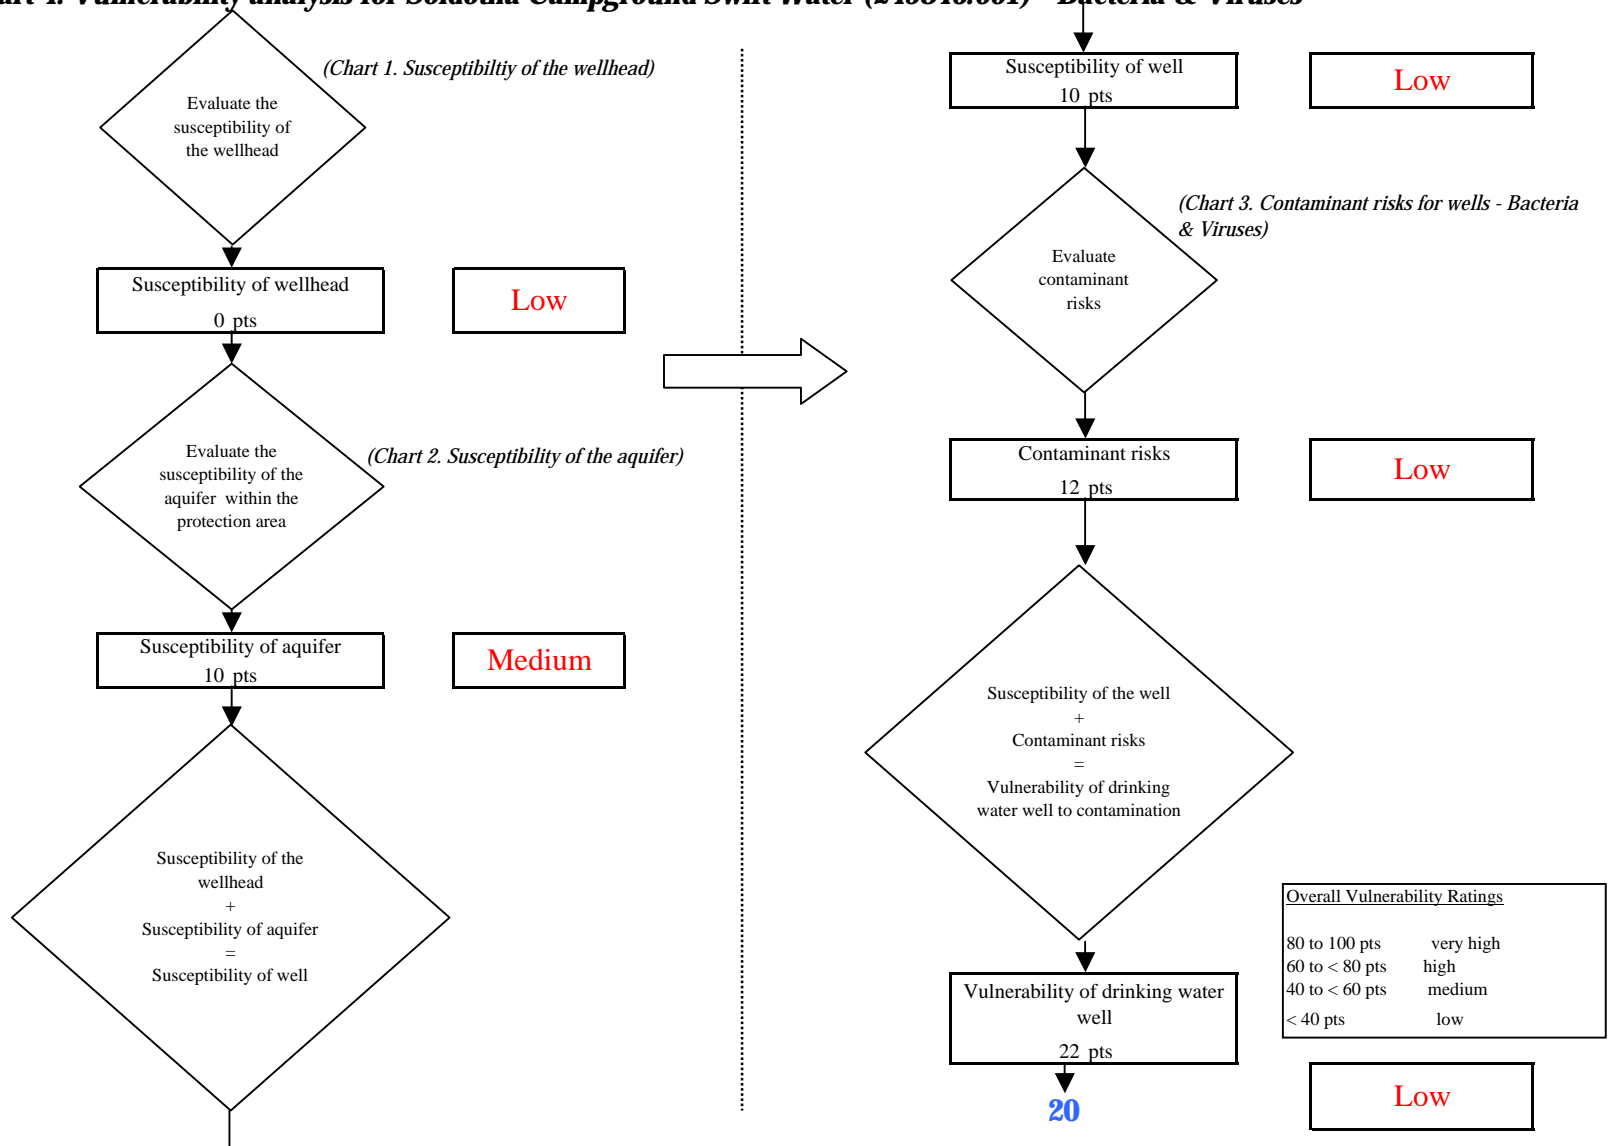 Chart 1. Susceptibiltiy of the wellhead)
Evaluate the
susceptibility of
the wellhead
Susceptibility of wellhead
0 pts
Low
Evaluate the
susceptibility of the
aquifer within the
protection area
(Chart 2. Susceptibility of the aquifer)
Susceptibility of aquifer
10 pts
Medium
Susceptibility of the
wellhead
+
Susceptibility of aquifer
=
Susceptibility of well
Susceptibility of well
10 pts
Low
(Chart 3. Contaminant risks for wells - Bacteria
& Viruses)
Evaluate
contaminant
risks
Contaminant risks
12 pts
Low
Susceptibility of the well
+
Contaminant risks
=
Vulnerability of drinking
water well to contamination
Overall Vulnerability Ratings
80 to 100 pts very high
60 to < 80 pts high
40 to < 60 pts medium
< 40 pts low
Vulnerability of drinking water
well
22 pts
20
Low